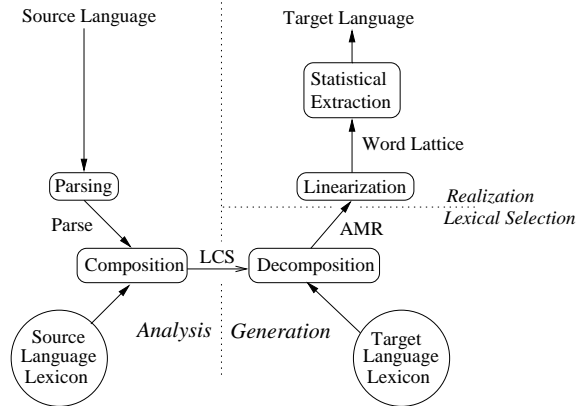 Source Language
Target Language
Statistical
Extraction
Word Lattice
Parsing
Linearization
Realization
Lexical Selection
Parse
AMR
Composition
LCS
Decomposition
Source
Language
Lexicon
Analysis
Generation
Target
Language
Lexicon